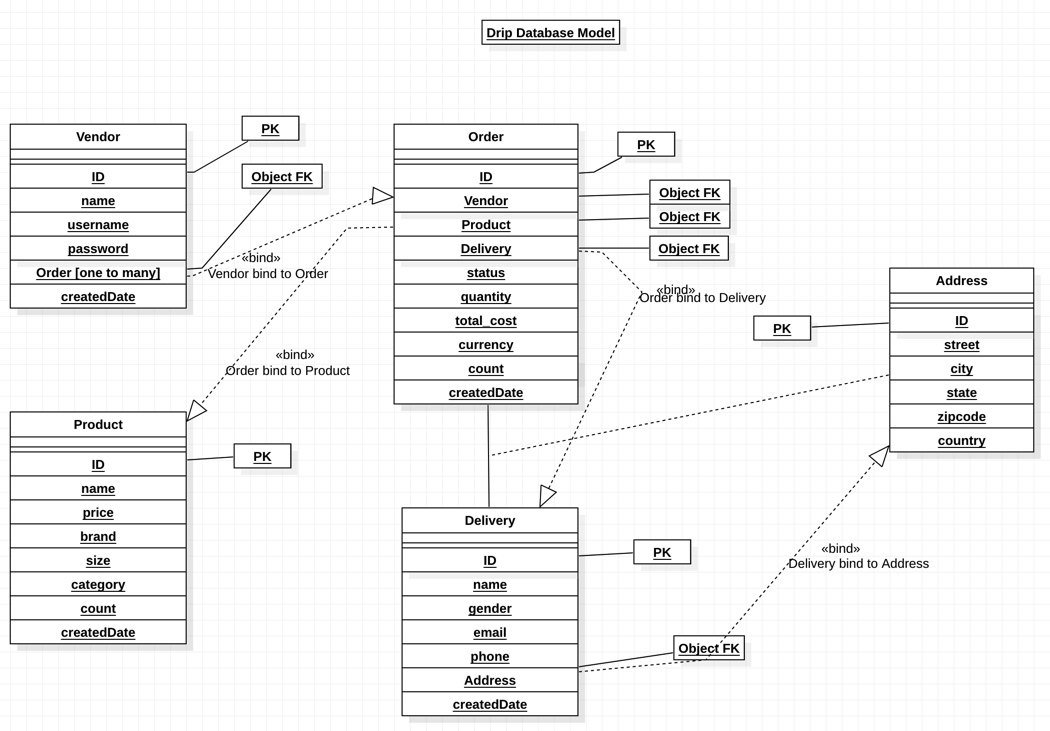 Drip Database Model
Vendor
ID
name
username
password
Order [one to many]
createdDate
PK
Object FK
«bind»
Vendor bind to Order
Order
ID
Vendor
Product
Delivery
status
quantity
total_cost
currency
count
createdDate
PK
Object FK
Object FK
Object FK
«bind»
Order bind to Delivery
Address
ID
street
city
state
zipcode
country
PK
«bind»
Order bind to Product
Product
ID
name
price
brand
size
category
count
createdDate
PK
Delivery
ID
name
gender
email
phone
Address
createdDate
PK
Object FK
«bind»
Delivery bind to Address